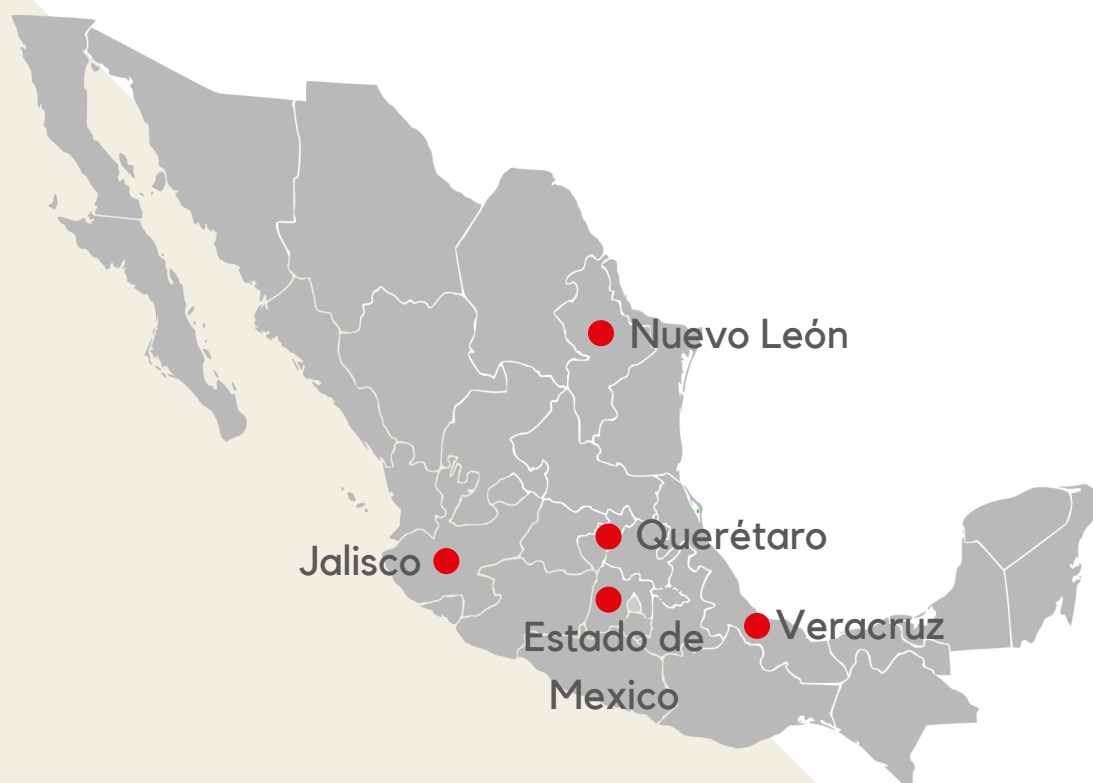 Nuevo León
Querétaro
Jalisco
Veracruz
Estado de
Mexico